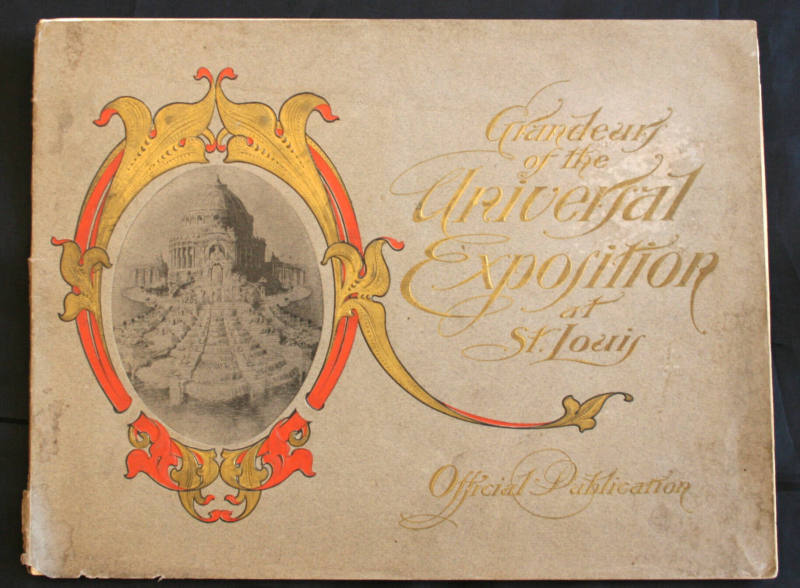 Grandeurs
of the
Universal
Exposition
at
St. Louis
Official Publication